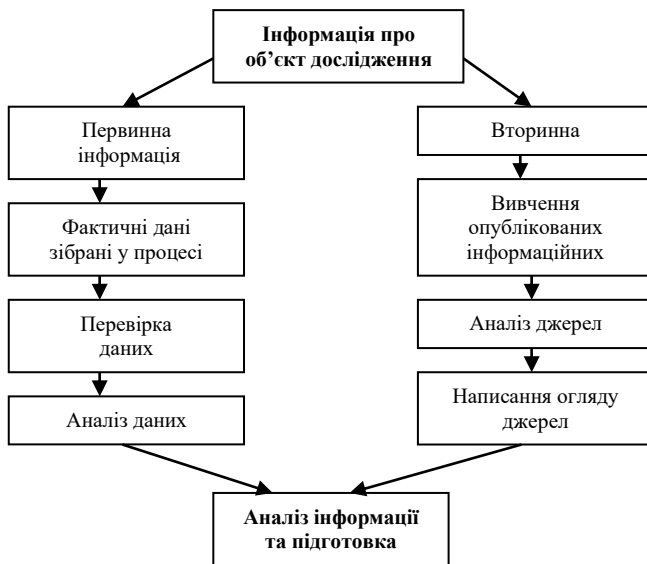 Інформація про
об’єкт дослідження
Первинна
інформація
Фактичні дані
зібрані у процесі
Перевірка
даних
Аналіз даних
Вторинна
Вивчення
опублікованих
інформаційних
Аналіз джерел
Написання огляду
джерел
Аналіз інформації
та підготовка